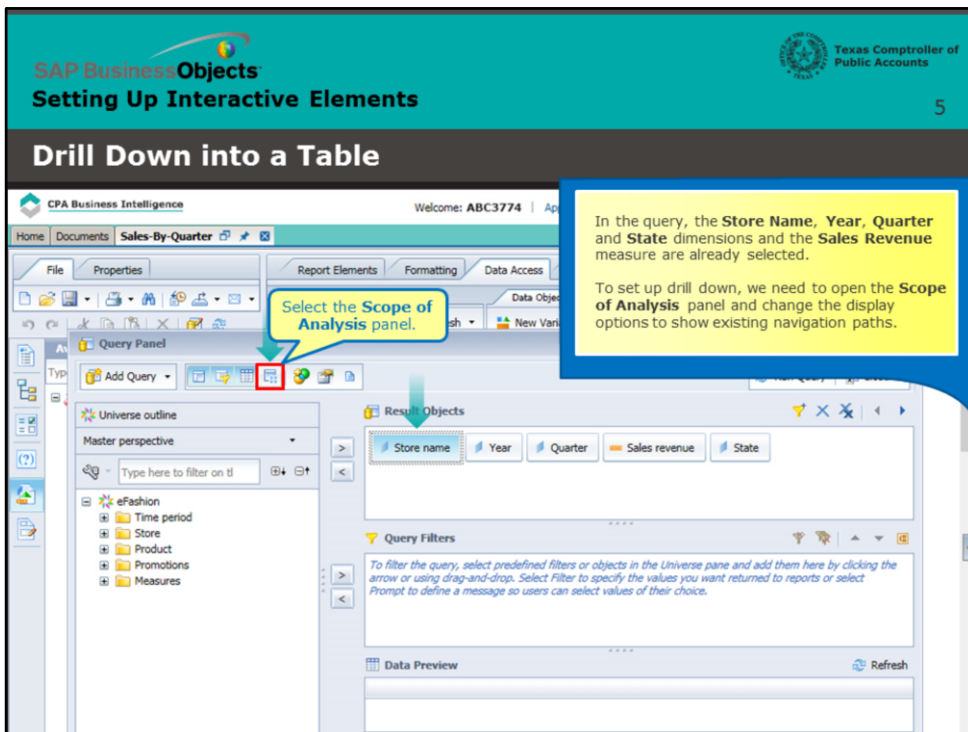 SAP BusinessObjects
Texas Comptroller of
Public Accounts
Setting Up Interactive Elements
5
Drill Down into a Table
CPA Business Intelligence
Welcome: ABC3774 |
In the query, the Store Name, Year, Quarter
and State dimensions and the Sales Revenue
measure are already selected.
To set up drill down, we need to open the Scope
of Analysis panel and change the display
options to show existing navigation paths.
Home Documents Sales-By-Quarter
File Properties Report Elements Formatting Data Access
Data Objec
Select the Scope of
Analysis panel.
New Vari
Query Panel
Add Query
Universe outline
Result Objects
Master perspective
Store name Year Quarter Sales revenue State
Type here to filter on tl
eFashion
Time period
Store
Product
Promotions
Measures
Query Filters
To filter the query, select predefined filters or objects in the Universe pane and add them here by clicking the
arrow or using drag-and-drop. Select Filter to specify the values you want returned to reports or select
Prompt to define a message so users can select values of their choice.
Data Preview Refresh